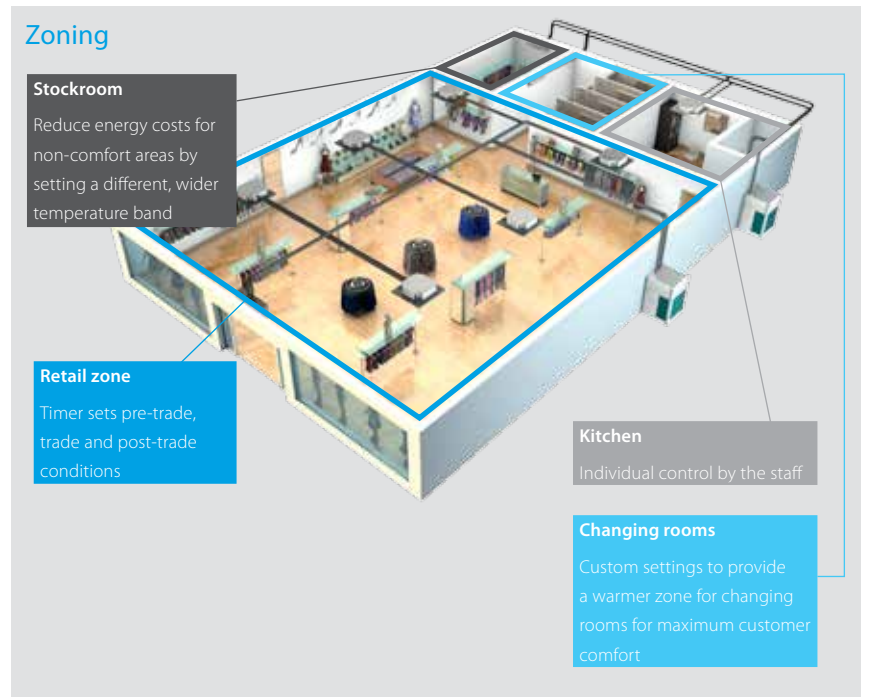 Zoning
Stockroom
Reduce energy costs for
non-comfort areas by
setting a different, wider
temperature band
Retail zone
Timer sets pre-trade,
trade and post-trade
conditions
Kitchen
Individual control by the staff
Changing rooms
Custom settings to provide
a warmer zone for changing
rooms for maximum customer
comfort